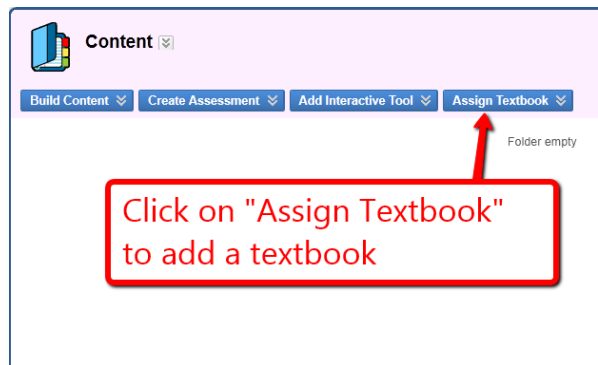 Content
Build Content Create Assessment Add Interactive Tool Assign Textbook
Folder empty
Click on "Assign Textbook"
to add a textbook